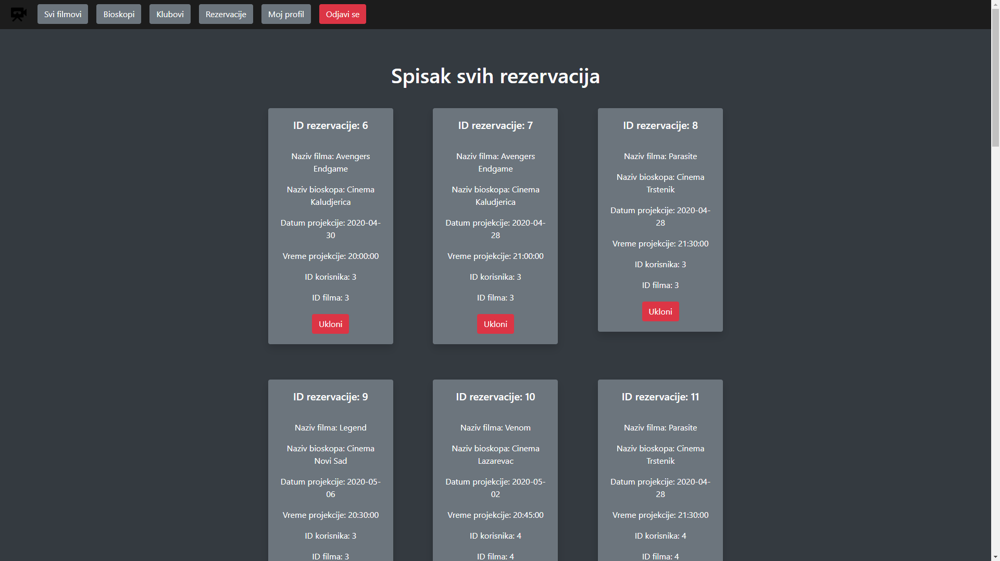 Svi filmovi
Bioskopi
Klubovi
Rezervacije
Moj profil
Odjavi se
Spisak svih rezervacija
ID rezervacije: 6
Naziv filma: Avengers
Endgame
Naziv bioskopa: Cinema
Kaludjerica
Datum projekcije: 2020-04-
30
Vreme projekcije: 20:00:00
ID korisnika: 3
ID filma: 3
Ukloni
ID rezervacije: 7
Naziv filma: Avengers
Endgame
Naziv bioskopa: Cinema
Kaludjerica
Datum projekcije: 2020-04-
28
Vreme projekcije: 21:00:00
ID korisnika: 3
ID filma: 3
Ukloni
ID rezervacije: 8
Naziv filma: Parasite
Naziv bioskopa: Cinema
Trstenik
Datum projekcije: 2020-04-
28
Vreme projekcije: 21:30:00
ID korisnika: 3
ID filma: 3
Ukloni
ID rezervacije: 9
Naziv filma: Legend
Naziv bioskopa: Cinema
Novi Sad
Datum projekcije: 2020-05-
06
Vreme projekcije: 20:30:00
ID korisnika: 3
ID filma: 3
ID rezervacije: 10
Naziv filma: Venom
Naziv bioskopa: Cinema
Lazarevac
Datum projekcije: 2020-05-
02
Vreme projekcije: 20:45:00
ID korisnika: 4
ID filma: 4
ID rezervacije: 11
Naziv filma: Parasite
Naziv bioskopa: Cinema
Trstenik
Datum projekcije: 2020-04-
28
Vreme projekcije: 21:30:00
ID korisnika: 4
ID filma: 4